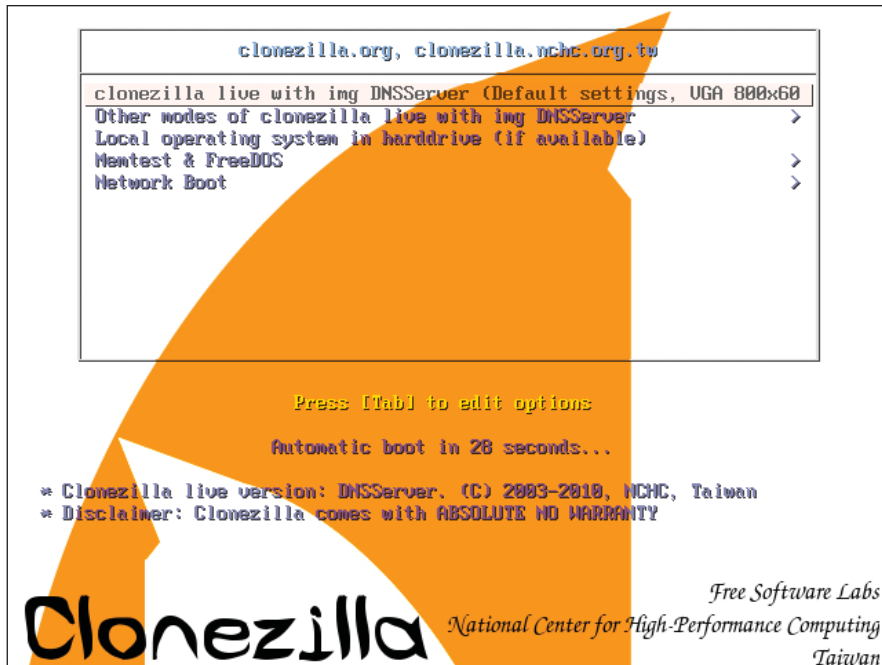 clonezilla.org, clonezilla.nchc.org.tw
clonezilla live with img DNSServer (Default settings, VGA 800x60
Other modes of clonezilla live with img DNSServer >
Local operating system in harddrive (if available)
Memtest & FreeDOS >
Network Boot >
Press [Tab] to edit options
Automatic boot in 28 seconds...
* Clonezilla live version: DNSServer. (C) 2003-2010, NCHC, Taiwan
* Disclaimer: Clonezilla comes with ABSOLUTE NO WARRANTY
Clonezilla
Free Software Labs
National Center for High-Performance Computing
Taiwan